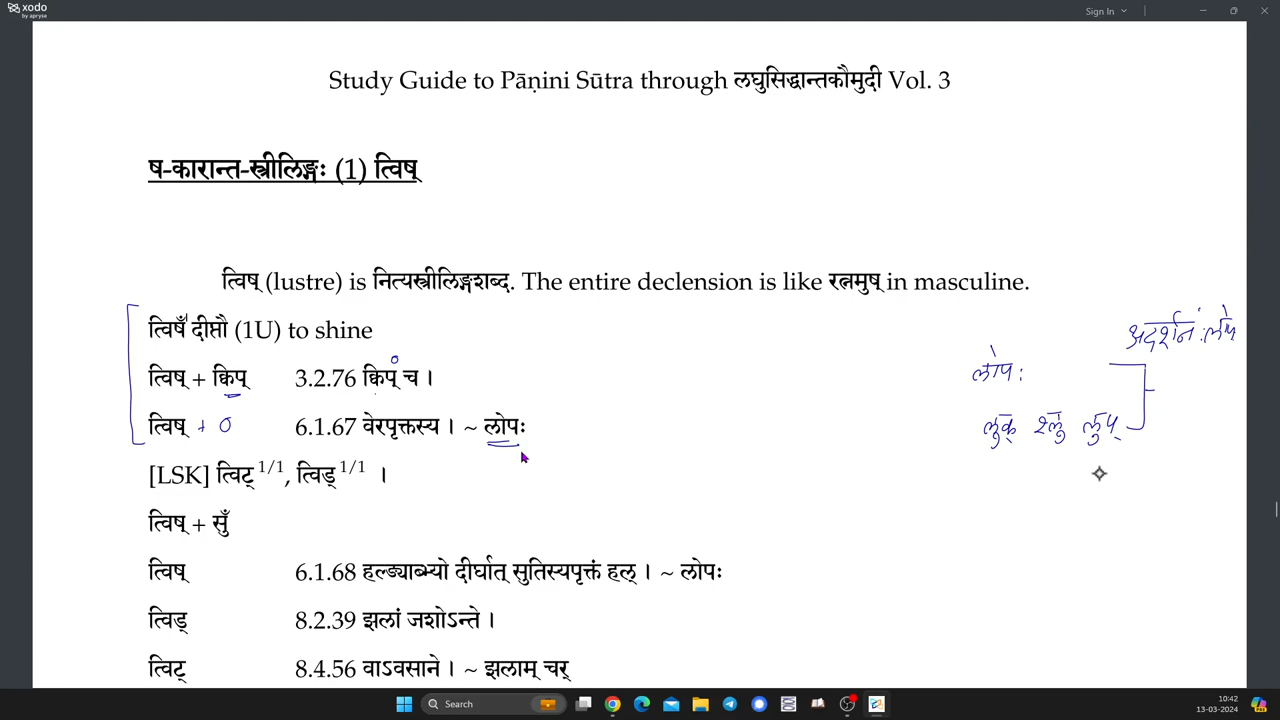 xodo
by apryse
Sign In
Study Guide to Pāṇini Sūtra through लघुसिद्धान्तकौमुदी Vol. 3
ष-कारान्त-स्त्रीलिङ्गः (1) त्विष्
त्विष् (lustre) is नित्यस्त्रीलिङ्गशब्द. The entire declension is like रत्नमुष् in masculine.
त्विषँ दीप्तौ (1U) to shine
अदर्शनं लोपः
त्विष् + क्विप् 3.2.76 क्विप् च ।
लोपः
त्विष् + 0 6.1.67 वेरपृक्तस्य । ~ लोपः
लुक् श्लु लुप्
[LSK] त्विट् 1/1, त्विड् 1/1 ।
त्विष् + सुँ
त्विष् 6.1.68 हल्ङ्याब्भ्यो दीर्घात् सुतिस्यपृक्तं हल् । ~ लोपः
त्विड् 8.2.39 झलां जशोऽन्ते ।
त्विट् 8.4.56 वाऽवसाने । ~ झलाम् चर्
Search
10:42
13-03-2024